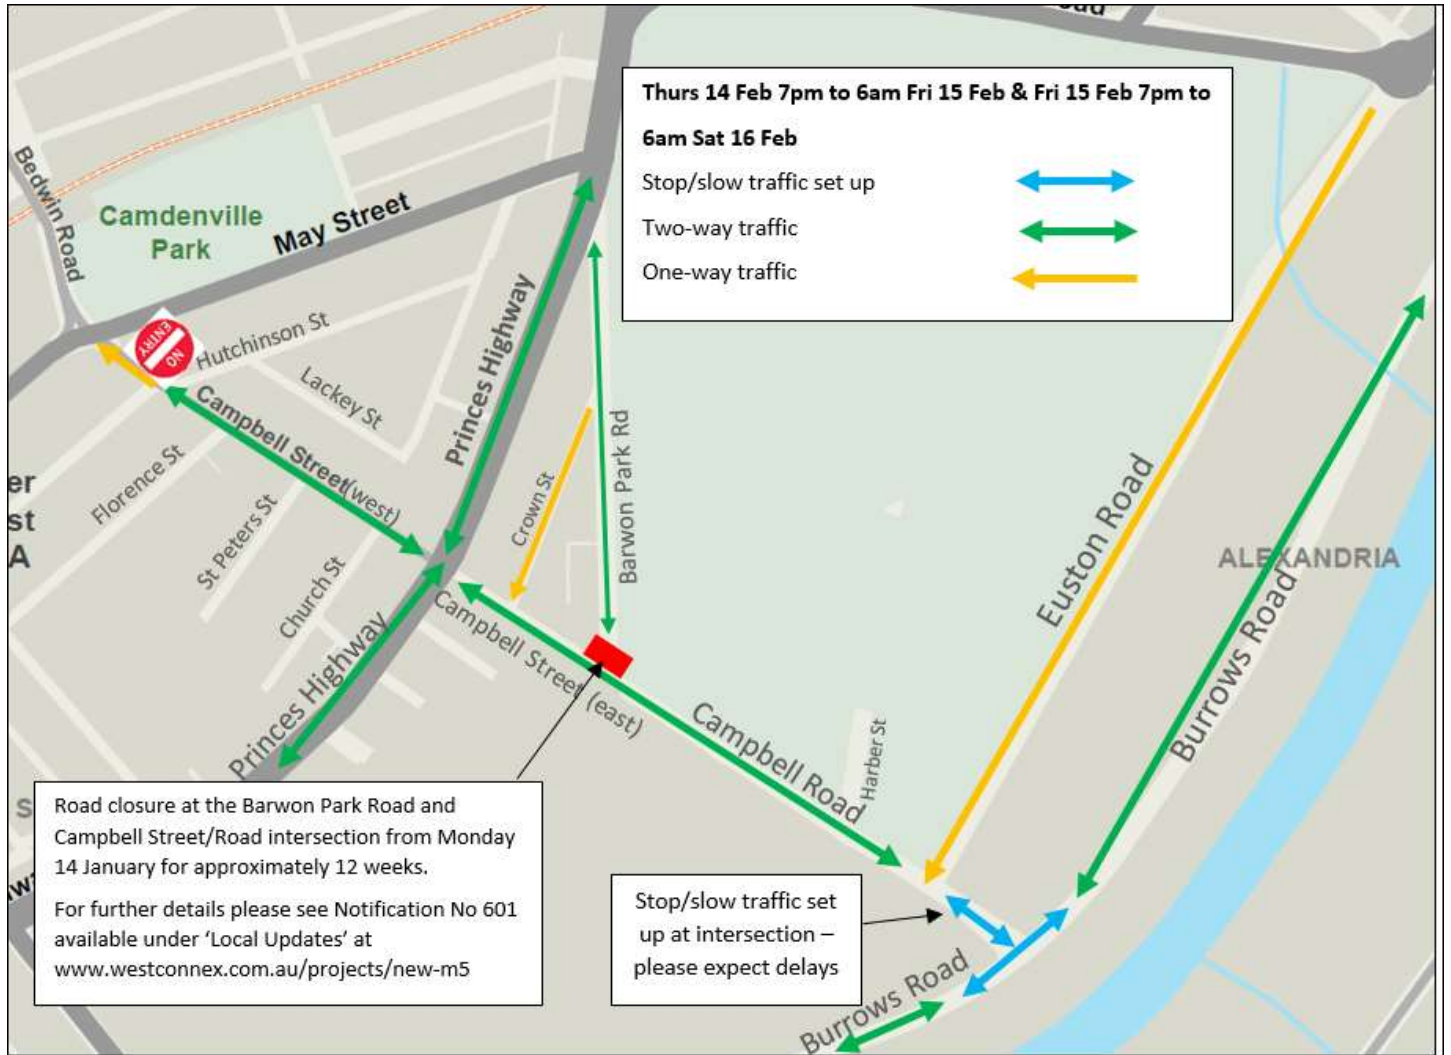 oad
Thurs 14 Feb 7pm to 6am Fri 15 Feb & Fri 15 Feb 7pm to
6am Sat 16 Feb
Stop/slow traffic set up
Two-way traffic
One-way traffic
Bedwin Road
Camdenville
Park
May Street
NO
ENTRY
Hutchinson St
Lackey St
Princes Highway
Campbell Street(west)
Florence St
St Peters St
Church St
Crown St
Barwon Park Rd
er
st
A
Euston Road
ALEXANDRIA
Burrows Road
Princes Highway
Campbell Street (east)
Campbell Road
Harber St
S
Road closure at the Barwon Park Road and
Campbell Street/Road intersection from Monday
14 January for approximately 12 weeks.
For further details please see Notification No 601
available under ‘Local Updates’ at
www.westconnex.com.au/projects/new-m5
Stop/slow traffic set
up at intersection –
please expect delays
Burrows Road